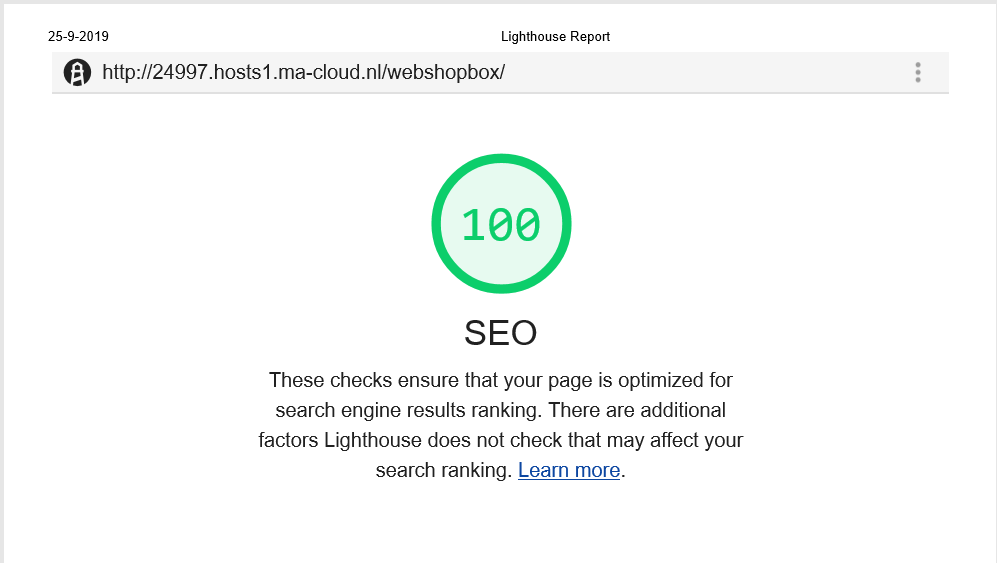 25-9-2019 Lighthouse Report
http://24997.hosts1.ma-cloud.nl/webshopbox/
100
SEO
These checks ensure that your page is optimized for
search engine results ranking. There are additional
factors Lighthouse does not check that may affect your
search ranking. Learn more.